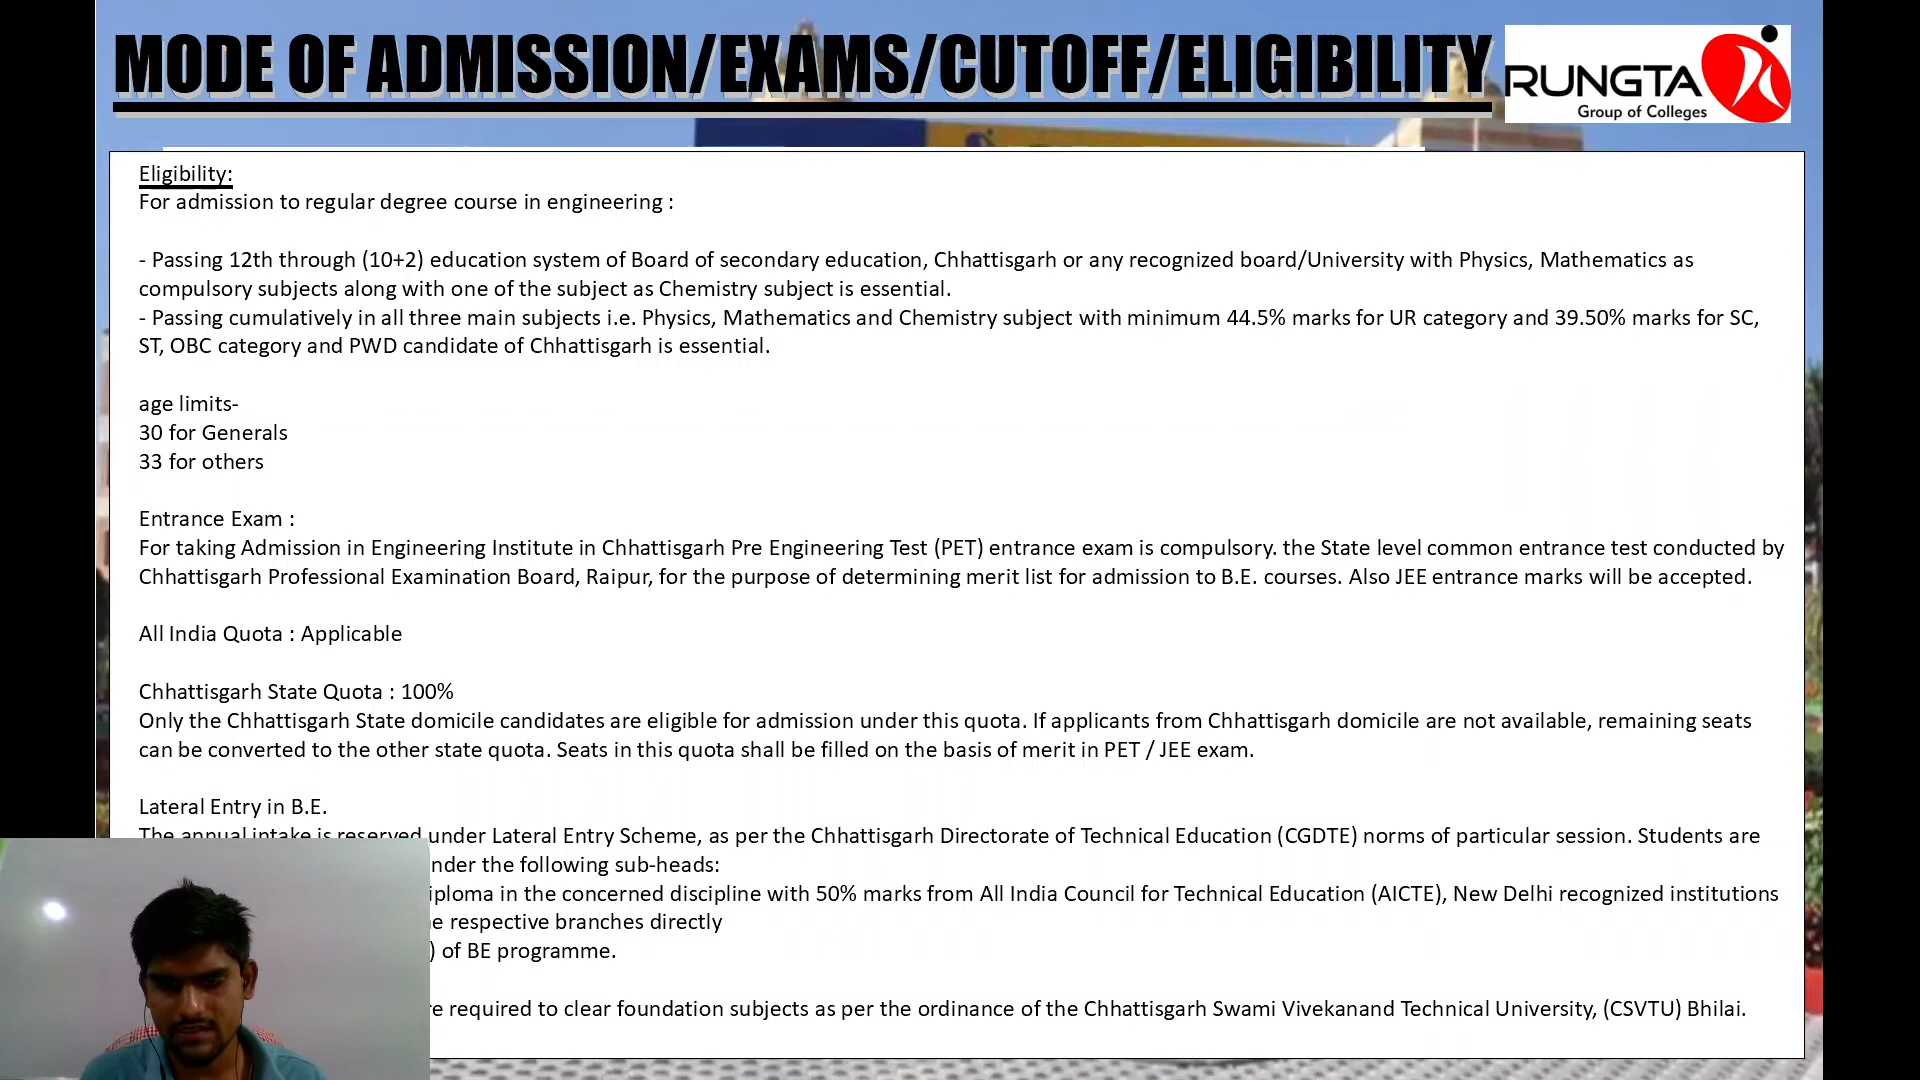 MODE OF ADMISSION/EXAMS/CUTOFF/ELIGIBILITY
RUNGTA
Group of Colleges
Eligibility:
For admission to regular degree course in engineering :
- Passing 12th through (10+2) education system of Board of secondary education, Chhattisgarh or any recognized board/University with Physics, Mathematics as
compulsory subjects along with one of the subject as Chemistry subject is essential.
- Passing cumulatively in all three main subjects i.e. Physics, Mathematics and Chemistry subject with minimum 44.5% marks for UR category and 39.50% marks for SC,
ST, OBC category and PWD candidate of Chhattisgarh is essential.
age limits-
30 for Generals
33 for others
Entrance Exam :
For taking Admission in Engineering Institute in Chhattisgarh Pre Engineering Test (PET) entrance exam is compulsory. the State level common entrance test conducted by
Chhattisgarh Professional Examination Board, Raipur, for the purpose of determining merit list for admission to B.E. courses. Also JEE entrance marks will be accepted.
All India Quota : Applicable
Chhattisgarh State Quota : 100%
Only the Chhattisgarh State domicile candidates are eligible for admission under this quota. If applicants from Chhattisgarh domicile are not available, remaining seats
can be converted to the other state quota. Seats in this quota shall be filled on the basis of merit in PET / JEE exam.
Lateral Entry in B.E.
The annual intake is reserved under Lateral Entry Scheme, as per the Chhattisgarh Directorate of Technical Education (CGDTE) norms of particular session. Students are
the following sub-heads:
in the concerned discipline with 50% marks from All India Council for Technical Education (AICTE), New Delhi recognized institutions
respective branches directly
) of BE programme.
required to clear foundation subjects as per the ordinance of the Chhattisgarh Swami Vivekanand Technical University, (CSVTU) Bhilai.